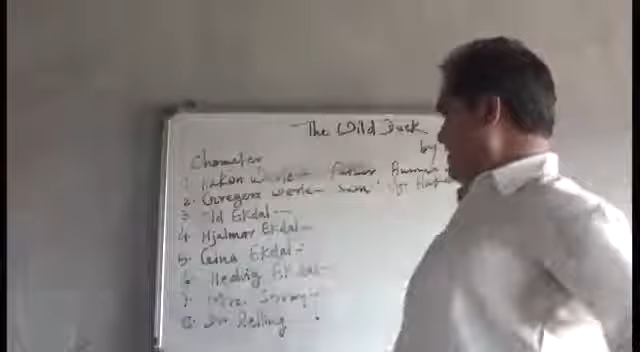 The Wild Duck
by
Character
1. Hakon Werle -
2. Gregers Werle - son of
3. Old Ekdal -
4. Hjalmar Ekdal -
5. Gina Ekdal -
6. Hedvig Ekdal -
7. Mrs. Sorby -
8. Dr Relling